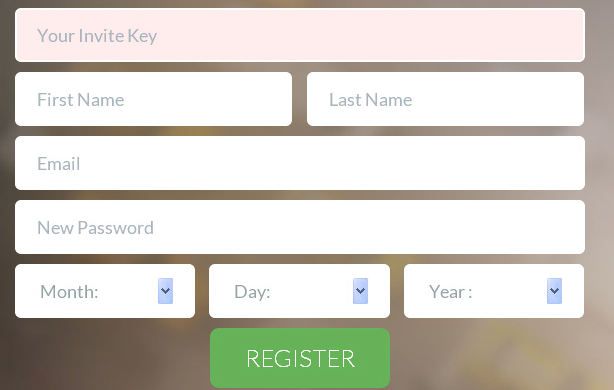 Your Invite Key
First Name Last Name
Email
New Password
Month: Day: Year :
REGISTER